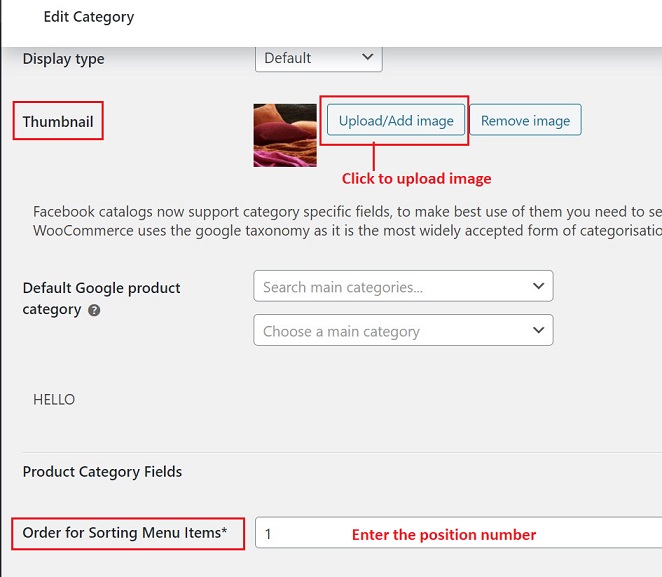 Edit Category
Display type
Default
Thumbnail
Upload/Add image
Remove image
Click to upload image
Facebook catalogs now support category specific fields, to make best use of them you need to se
WooCommerce uses the google taxonomy as it is the most widely accepted form of categorisatio
Default Google product
category ?
Search main categories...
Choose a main category
HELLO
Product Category Fields
Order for Sorting Menu Items*
1
Enter the position number